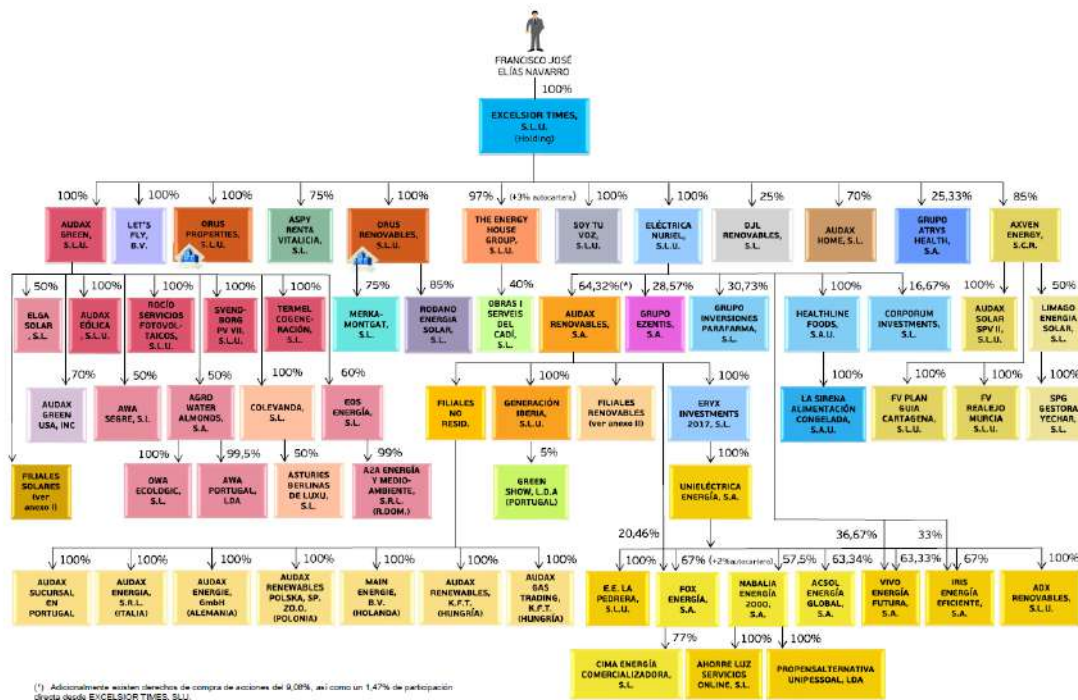 FRANCISCO JOSÉ
ELÍAS NAVARRO
100%
EXCELSIOR TIMES,
S.L.U.
(Holding)
100%
100%
100%
75%
100%
97% (+3% autocartera)
100%
100%
25%
70%
25,33%
85%
AUDAX
GREEN,
S.L.U.
LET'S
FLY, B.V.
ORUS
PROPERTIES,
S.L.U.
ASPY
RENTA
VITALICIA,
S.L.
ORUS
RENOVABLES,
S.L.U.
THE ENERGY
HOUSE
GROUP,
S.L.U.
SOY TU
VOZ,
S.L.U.
ELÉCTRICA
NURIEL,
S.L.U.
DJL
RENOVABLES,
S.L.
AUDAX
HOME, S.L.
GRUPO
ATRYS
HEALTH,
S.A.
AXVEN
ENERGY,
S.C.R.
50%
100%
100%
100%
100%
75%
85%
40%
64,32%(*)
28,57%
30,73%
100%
16,67%
100%
50%
ELGA
SOLAR
, S.L.
AUDAX
EÓLICA
, S.L.U.
ROCÍO
SERVICIOS
FOTOVOL-
TAICOS,
S.L.U.
SVEND-
BORG
PV VII,
S.L.U.
TERMEL
COGENE-
RACIÓN,
S.L.
MERKA-
MONTGAT,
S.L.
RODANO
ENERGIA
SOLAR,
S.L.
OBRAS I
SERVEIS
DEL
CADÍ,
S.L.
AUDAX
RENOVABLES,
S.A.
GRUPO
EZENTIS,
S.A.
GRUPO
INVERSIONES
PARAFARMA,
S.L.
HEALTHLINE
FOODS,
S.A.U.
CORPORUM
INVESTMENTS,
S.L.
AUDAX
SOLAR
SPV II,
S.L.U.
LIMAGO
ENERGIA
SOLAR,
S.L.
70%
50%
50%
100%
60%
100%
100%
100%
100%
100%
100%
AUDAX
GREEN
USA, INC
AWA
SEGRE, S.L.
AGRO
WATER
ALMONDS,
S.A.
COLEVANDA,
S.L.
EOS
ENERGÍA,
S.L.
FILIALES
NO
RESID.
GENERACIÓN
IBERIA,
S.L.U.
FILIALES
RENOVABLES
(ver anexo II)
ERYX
INVESTMENTS
2017, S.L.
LA SIRENA
ALIMENTACIÓN
CONGELADA,
S.A.U.
FV PLAN
GUIA
CARTAGENA,
S.L.U.
FV
REALEJO
MURCIA
S.L.U.
SPG
GESTORA
YECHAR,
S.L.
100%
99,5%
50%
99%
5%
100%
FILIALES
SOLARES
(ver
anexo I)
OWA
ECOLOGIC,
S.L.
AWA
PORTUGAL,
LDA
ASTURIES
BERLINAS
DE LUXU,
S.L.
A2A ENERGÍA
Y MEDIO-
AMBIENTE,
S.R.L.
(R.DOM.)
GREEN
SHOW, L.D.A
(PORTUGAL)
UNIELÉCTRICA
ENERGÍA, S.A.
20,46%
36,67%
33%
100%
100%
100%
100%
100%
100%
100%
100%
67% (+2% autocartera)
57,5%
63,34%
63,33%
67%
100%
AUDAX
SUCURSAL
EN
PORTUGAL
AUDAX
ENERGIA,
S.R.L.
(ITALIA)
AUDAX
ENERGIE,
GmbH
(ALEMANIA)
AUDAX
RENEWABLES
POLSKA, SP.
ZO.O.
(POLONIA)
MAIN
ENERGIE,
B.V.
(HOLANDA)
AUDAX
RENEWABLES,
K.F.T.
(HUNGRÍA)
AUDAX
GAS
TRADING,
K.F.T.
(HUNGRÍA)
E.E. LA
PEDRERA,
S.L.U.
FOX
ENERGÍA,
S.A.
NABALIA
ENERGÍA
2000,
S.A.
ACSOL
ENERGÍA
GLOBAL,
S.A.
VIVO
ENERGÍA
FUTURA,
S.A.
IRIS
ENERGÍA
EFICIENTE,
S.A.
ADX
RENOVABLES,
S.L.U.
77%
100%
100%
CIMA ENERGÍA
COMERCIALIZADORA,
S.L.
AHORRE LUZ
SERVICIOS
ONLINE, S.L.
PROPENSALTERNATIVA
UNIPESSOAL, LDA
(*) Adicionalmente existen derechos de compra de acciones del 9,08%, así como un 1,47% de participación
directa desde EXCELSIOR TIMES, SLU.